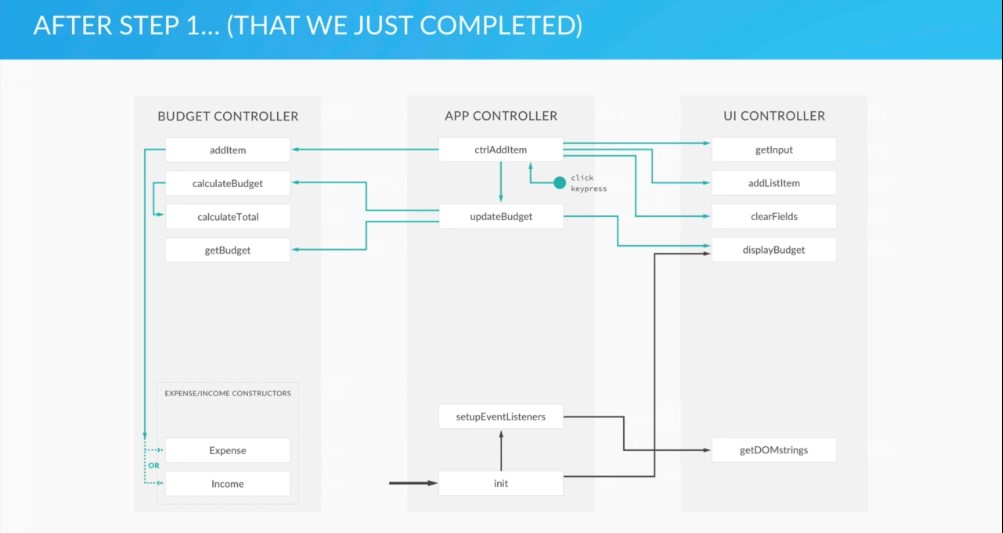 AFTER STEP 1... (THAT WE JUST COMPLETED)
BUDGET CONTROLLER
addItem
calculateBudget
calculateTotal
getBudget
EXPENSE/INCOME CONSTRUCTORS
Expense
OR
Income
APP CONTROLLER
ctrlAddItem
click
keypress
updateBudget
setupEventListeners
init
UI CONTROLLER
getInput
addListItem
clearFields
displayBudget
getDOMstrings